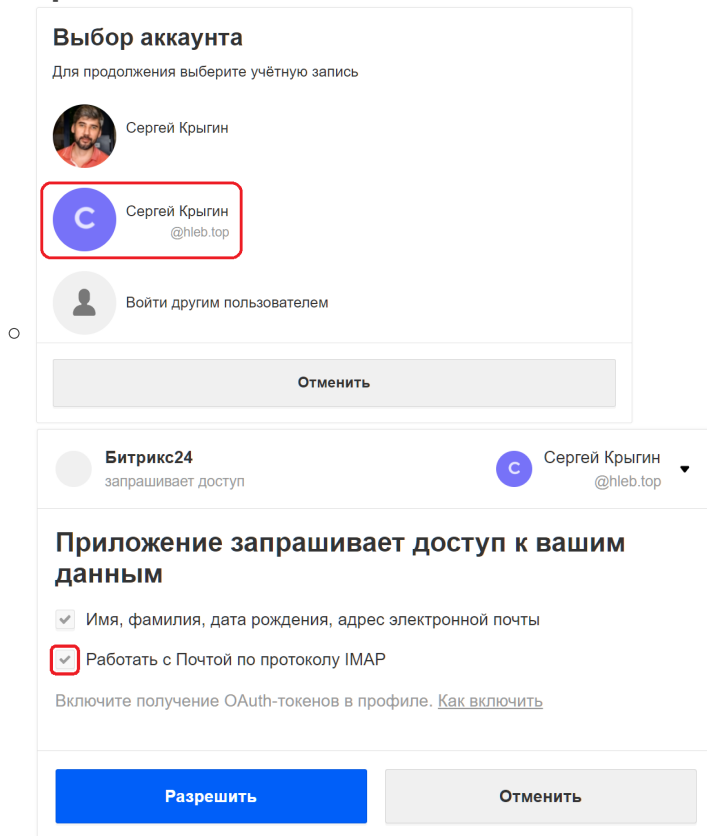 Выбор аккаунта
Для продолжения выберите учётную запись
Сергей Крыгин
С
Сергей Крыгин
@hleb.top
Войти другим пользователем
Отменить
Битрикс24
запрашивает доступ
С
Сергей Крыгин
@hleb.top
Приложение запрашивает доступ к вашим
данным
Имя, фамилия, дата рождения, адрес электронной почты
Работать с Почтой по протоколу IMAP
Включите получение OAuth-токенов в профиле. Как включить
Разрешить
Отменить